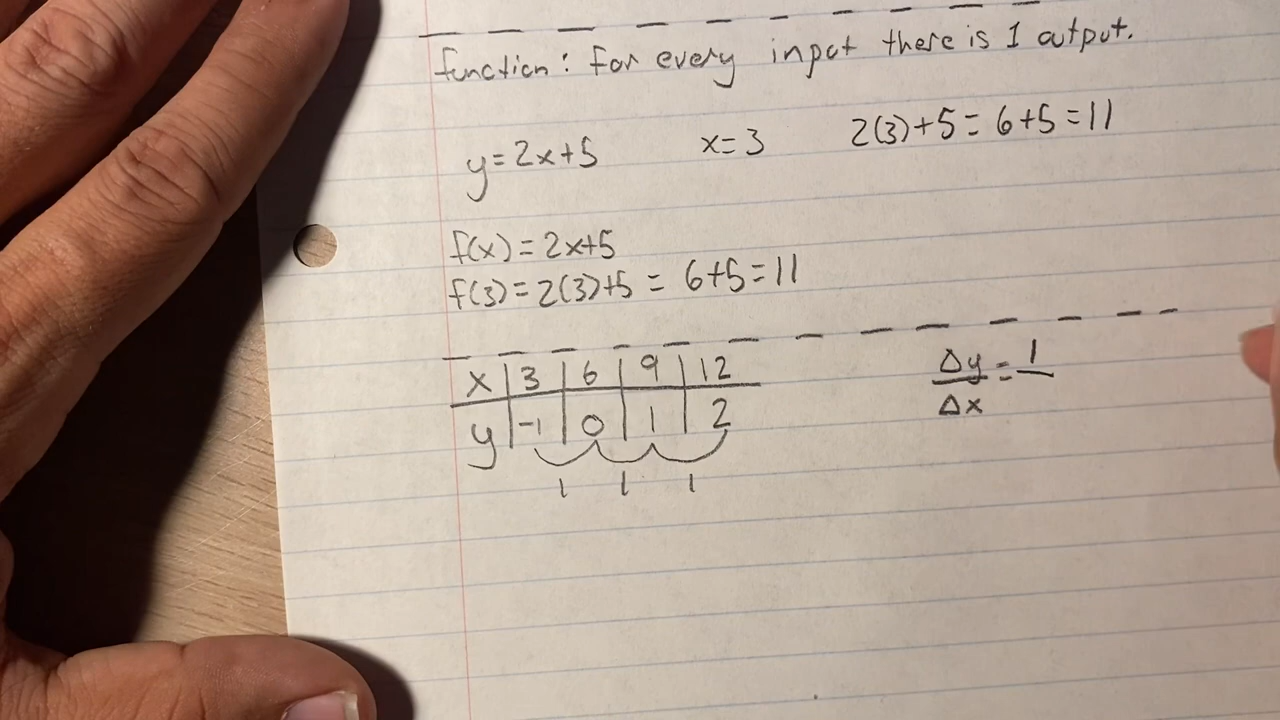 function: for every input there is 1 output.
y=2x+5 x=3 2(3)+5=6+5=11
f(x)=2x+5
f(3)=2(3)+5=6+5=11
x 3 6 9 12
y -1 0 1 2
1 1 1
Δy/Δx=1/